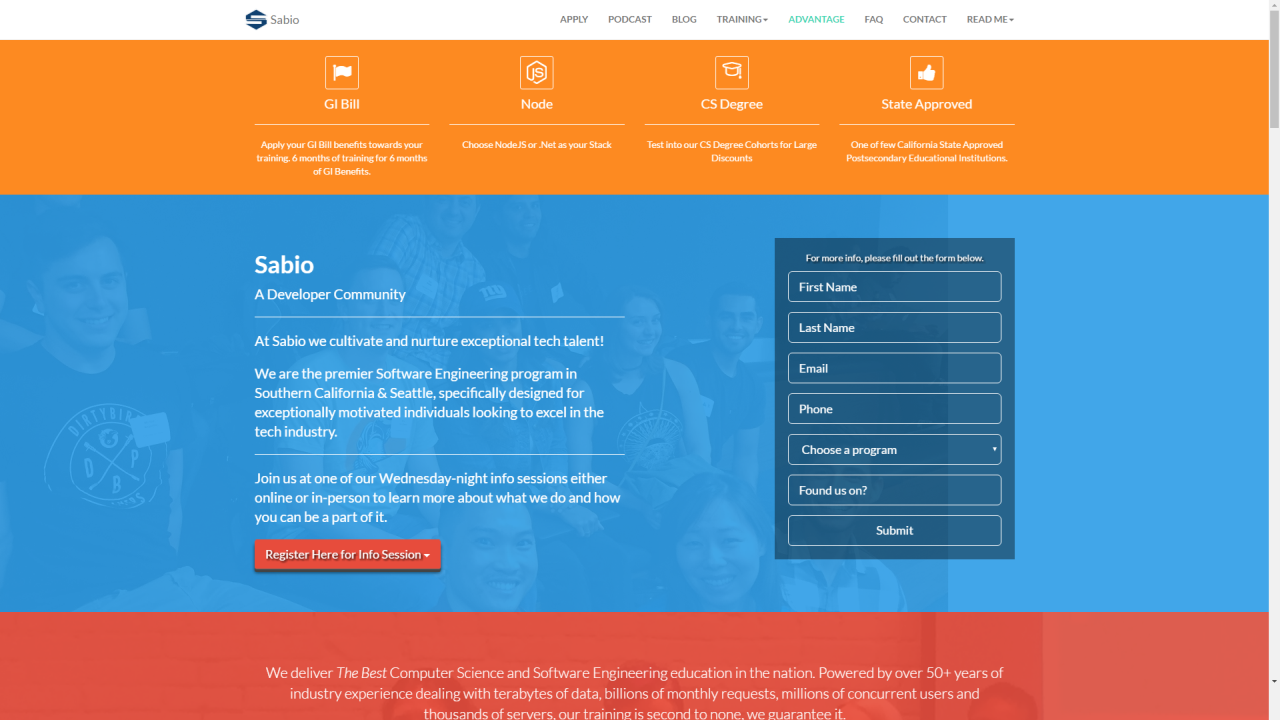 Sabio
APPLY PODCAST BLOG TRAINING ADVANTAGE FAQ CONTACT READ ME
GI Bill
Apply your GI Bill benefits towards your
training. 6 months of training for 6 months
of GI Benefits.
Node
Choose NodeJS or .Net as your Stack
CS Degree
Test into our CS Degree Cohorts for Large
Discounts
State Approved
One of few California State Approved
Postsecondary Educational Institutions.
Sabio
A Developer Community
At Sabio we cultivate and nurture exceptional tech talent!
We are the premier Software Engineering program in
Southern California & Seattle, specifically designed for
exceptionally motivated individuals looking to excel in the
tech industry.
Join us at one of our Wednesday-night info sessions either
online or in-person to learn more about what we do and how
you can be a part of it.
Register Here for Info Session
For more info, please fill out the form below.
First Name
Last Name
Email
Phone
Choose a program
Found us on?
Submit
DIRTYBIRD
D P
B
We deliver The Best Computer Science and Software Engineering education in the nation. Powered by over 50+ years of
industry experience dealing with terabytes of data, billions of monthly requests, millions of concurrent users and
thousands of servers, our training is second to none, we guarantee it.